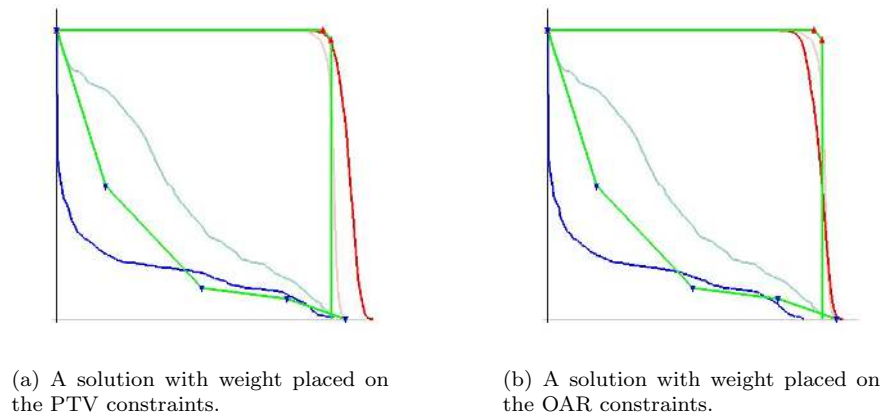 (a) A solution with weight placed on
the PTV constraints.
(b) A solution with weight placed on
the OAR constraints.